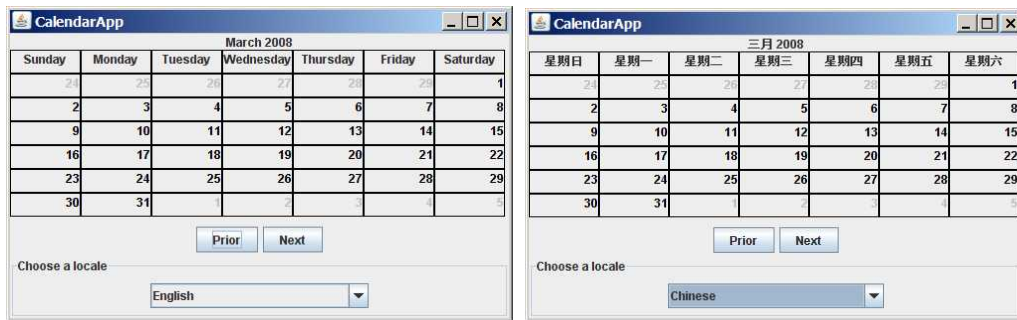 CalendarApp
March 2008
Sunday Monday Tuesday Wednesday Thursday Friday Saturday
24 25 26 27 28 29 1
2 3 4 5 6 7 8
9 10 11 12 13 14 15
16 17 18 19 20 21 22
23 24 25 26 27 28 29
30 31 1 2 3 4 5
Prior Next
Choose a locale
English
CalendarApp
三月 2008
星期日 星期一 星期二 星期三 星期四 星期五 星期六
24 25 26 27 28 29 1
2 3 4 5 6 7 8
9 10 11 12 13 14 15
16 17 18 19 20 21 22
23 24 25 26 27 28 29
30 31 1 2 3 4 5
Prior Next
Choose a locale
Chinese